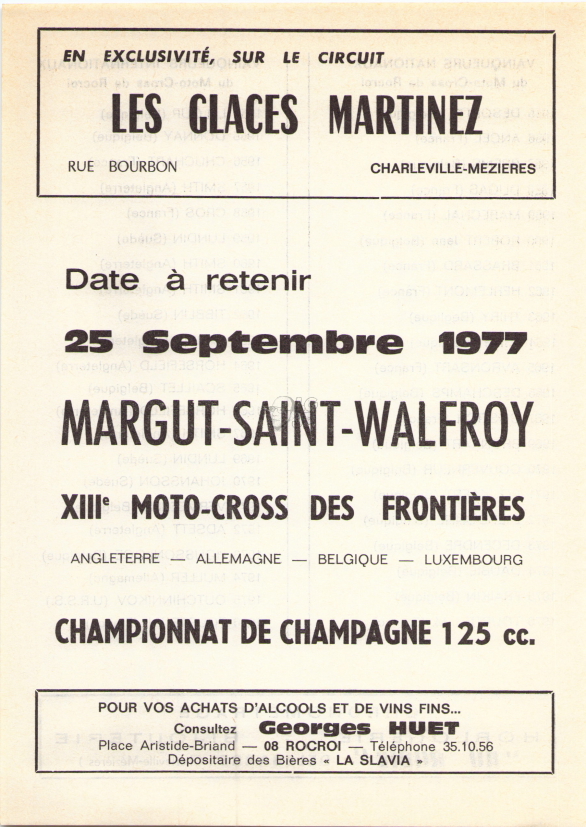 EN EXCLUSIVITÉ, SUR LE CIRCUIT
LES GLACES MARTINEZ
RUE BOURBON CHARLEVILLE-MEZIERES
Date à retenir
25 Septembre 1977
MARGUT-SAINT-WALFROY
XIIIe MOTO-CROSS DES FRONTIÈRES
ANGLETERRE — ALLEMAGNE — BELGIQUE — LUXEMBOURG
CHAMPIONNAT DE CHAMPAGNE 125 cc.
POUR VOS ACHATS D'ALCOOLS ET DE VINS FINS...
Consultez Georges HUET
Place Aristide-Briand — 08 ROCROI — Téléphone 35.10.56
Dépositaire des Bières « LA SLAVIA »